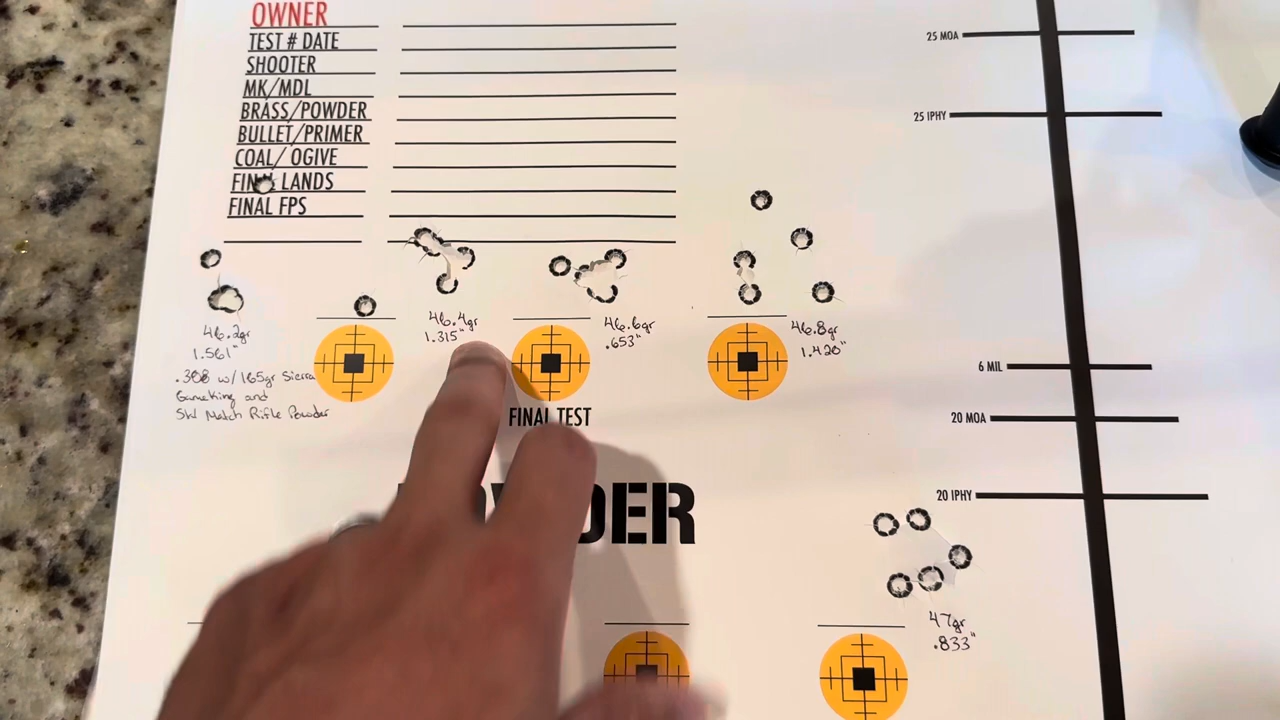 OWNER
TEST # DATE
SHOOTER
MK/MDL
BRASS/POWDER
BULLET/PRIMER
COAL/ OGIVE
LANDS
FINAL FPS
25 MOA
25 IPHY
46.2gr
1.561"
.308 w/165gr Sierra
GameKing and
SW Match Rifle Powder
46.4gr
1.315"
46.6gr
.653"
46.8gr
1.420"
FINAL TEST
6 MIL
20 MOA
20 IPHY
47gr
.833"